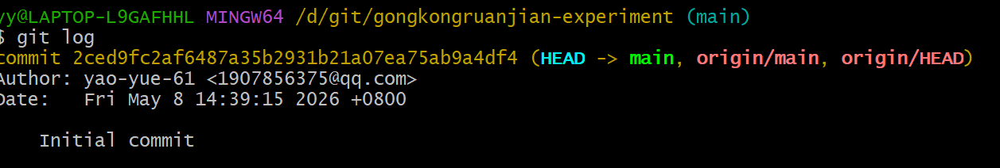 yy@LAPTOP-L9GAFHHL MINGW64 /d/git/gongkongruanjian-experiment (main)
$ git log
commit 2ced9fc2af6487a35b2931b21a07ea75ab9a4df4 (HEAD -> main, origin/main, origin/HEAD)
Author: yao-yue-61 <1907856375@qq.com>
Date:   Fri May 8 14:39:15 2026 +0800
Initial commit